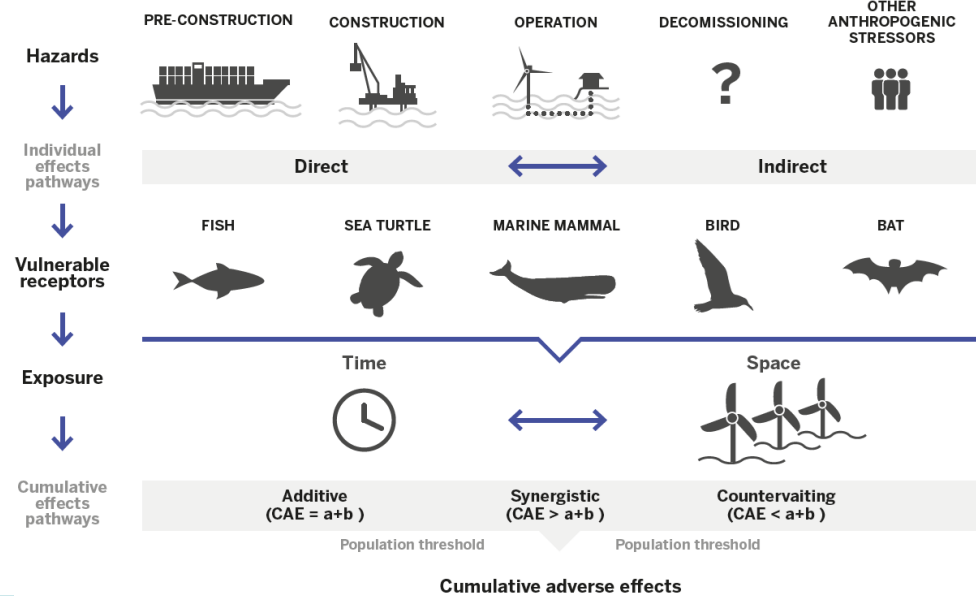 PRE-CONSTRUCTION
CONSTRUCTION
OPERATION
DECOMISSIONING
OTHER
ANTHROPOGENIC
STRESSORS
Hazards
?
Individual
effects
pathways
Direct
Indirect
FISH
SEA TURTLE
MARINE MAMMAL
BIRD
BAT
Vulnerable
receptors
Time
Space
Exposure
Cumulative
effects
pathways
Additive
(CAE = a+b )
Synergistic
(CAE > a+b )
Countervaiting
(CAE < a+b )
Population threshold
Population threshold
Cumulative adverse effects